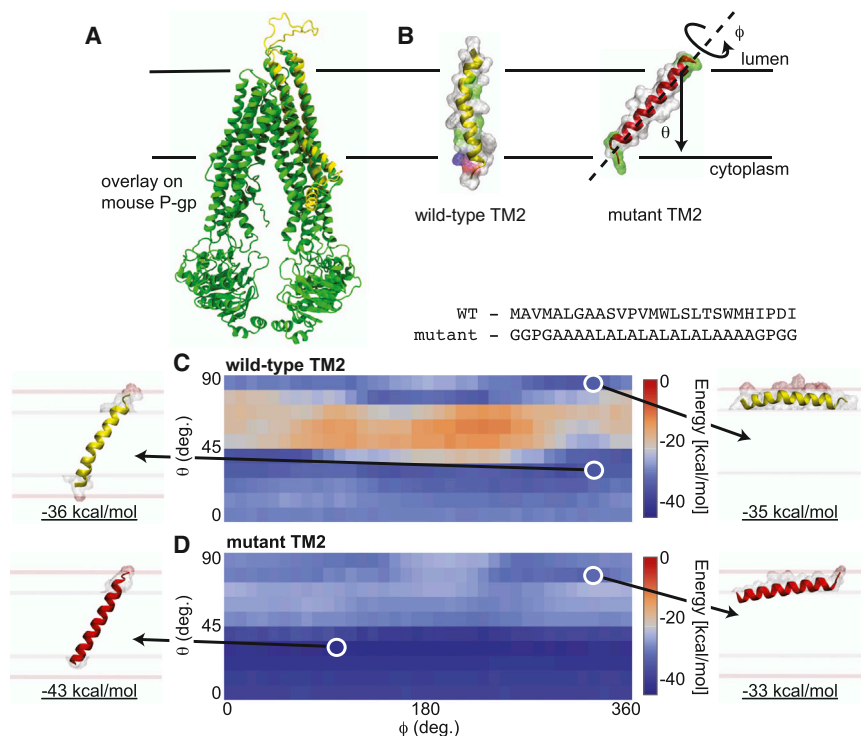 A
B
ϕ
lumen
θ
cytoplasm
overlay on
mouse P-gp
wild-type TM2
mutant TM2
WT - MAVMALGAASVPVMWLSLTSWMHIPDI
mutant - GGPGAAAALALALALALALAAAAGPGG
C wild-type TM2
90
45
0
θ (deg.)
0
-20
-40
Energy [kcal/mol]
-36 kcal/mol
-35 kcal/mol
D mutant TM2
90
45
0
θ (deg.)
0
-20
-40
Energy [kcal/mol]
-43 kcal/mol
-33 kcal/mol
0 180 360
ϕ (deg.)